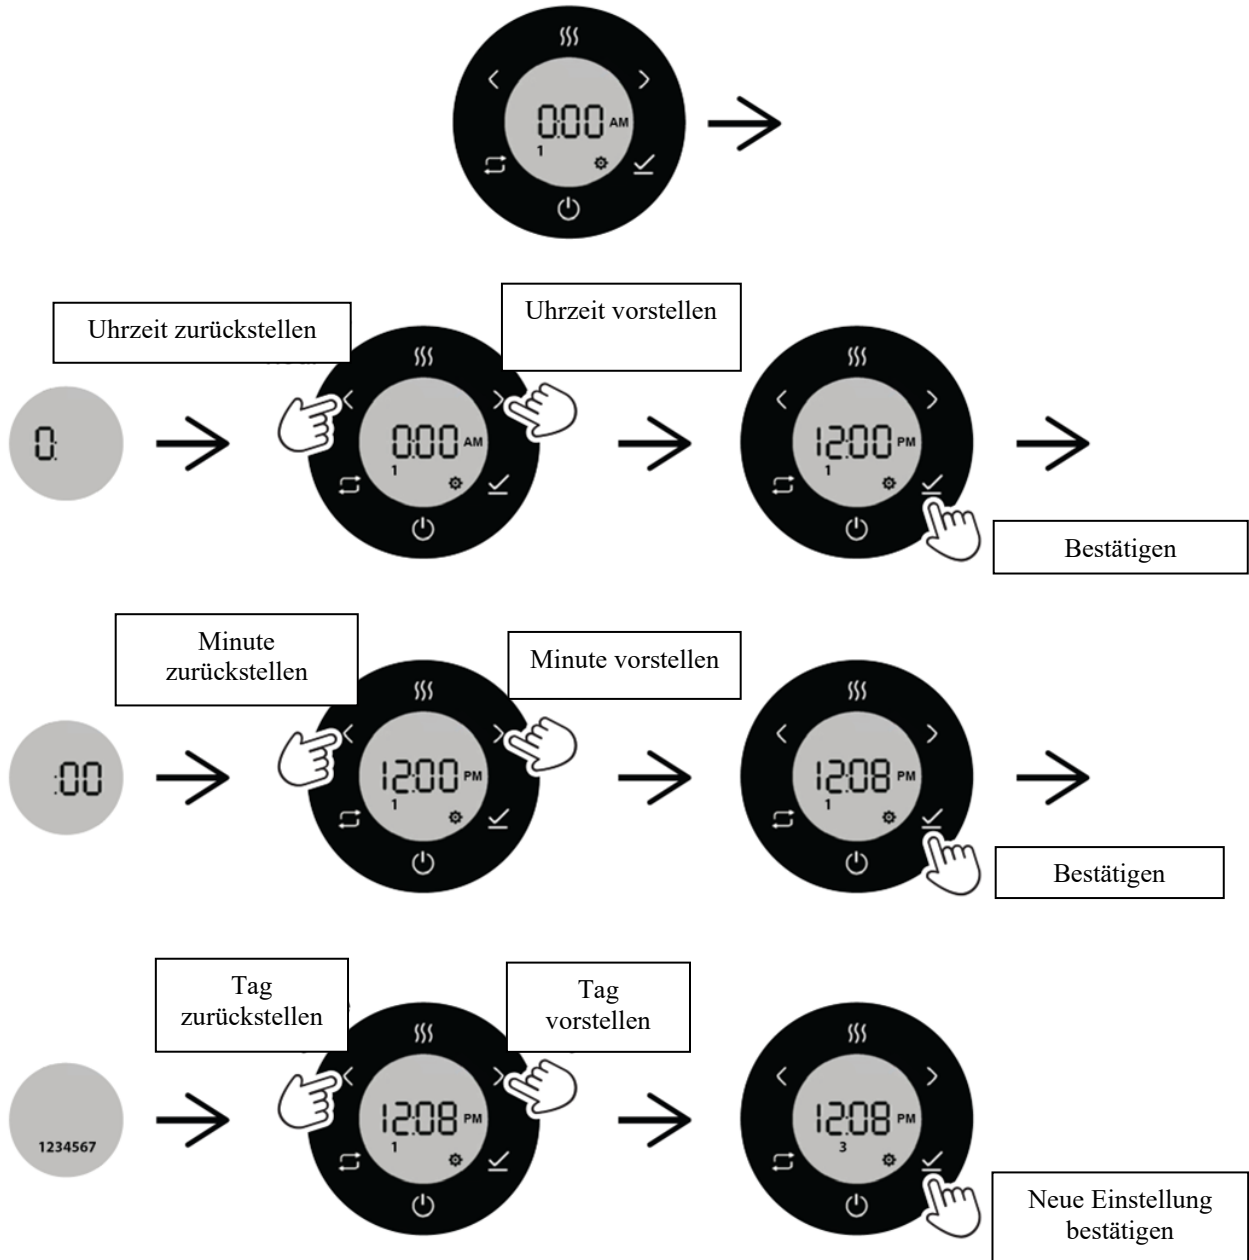 0:00 AM
1
Uhrzeit zurückstellen
Uhrzeit vorstellen
0:
0:00 AM
1
12:00 PM
1
Bestätigen
Minute
zurückstellen
Minute vorstellen
:00
12:00 PM
1
12:08 PM
1
Bestätigen
Tag
zurückstellen
Tag
vorstellen
1234567
12:08 PM
1
12:08 PM
3
Neue Einstellung
bestätigen